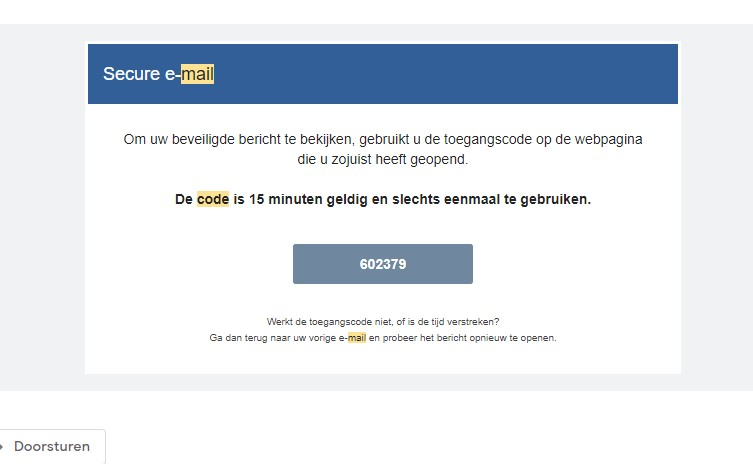 Secure e-mail
Om uw beveiligde bericht te bekijken, gebruikt u de toegangscode op de webpagina
die u zojuist heeft geopend.
De code is 15 minuten geldig en slechts eenmaal te gebruiken.
602379
Werkt de toegangscode niet, of is de tijd verstreken?
Ga dan terug naar uw vorige e-mail en probeer het bericht opnieuw te openen.
Doorsturen